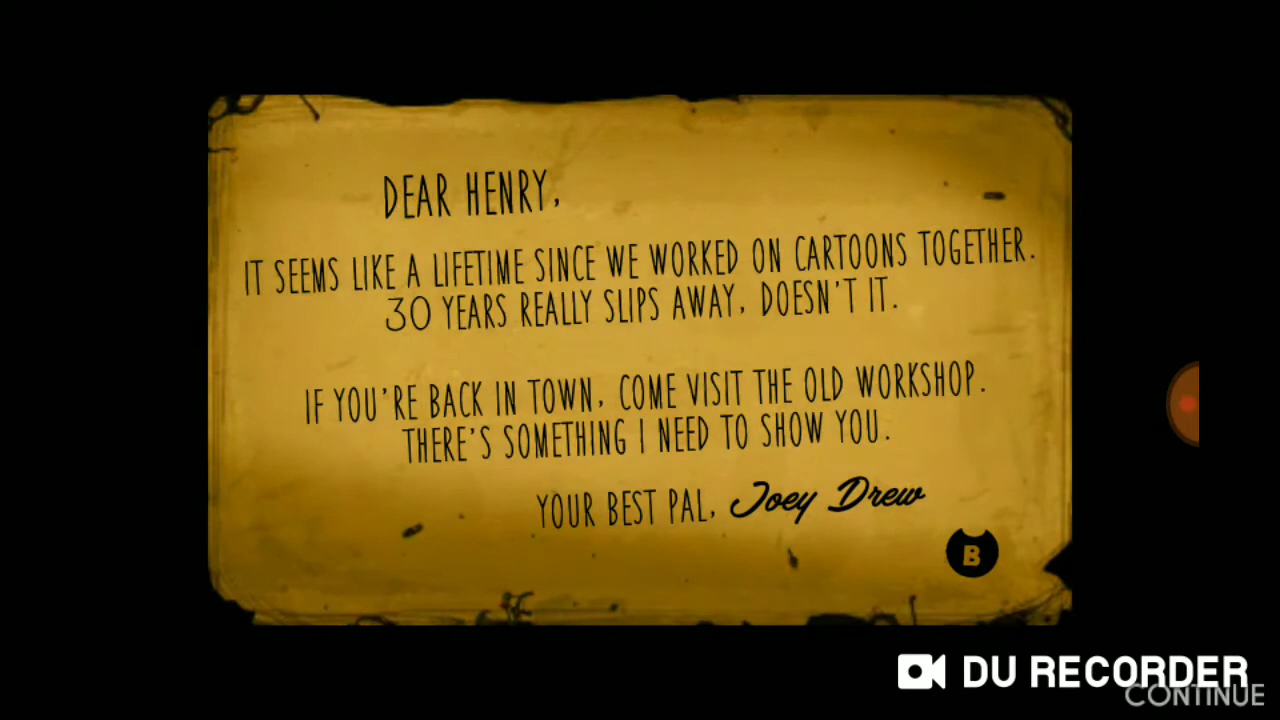 DEAR HENRY,
IT SEEMS LIKE A LIFETIME SINCE WE WORKED ON CARTOONS TOGETHER.
30 YEARS REALLY SLIPS AWAY, DOESN'T IT.
IF YOU'RE BACK IN TOWN, COME VISIT THE OLD WORKSHOP.
THERE'S SOMETHING I NEED TO SHOW YOU.
YOUR BEST PAL, Joey Drew
B
DU RECORDER
CONTINUE